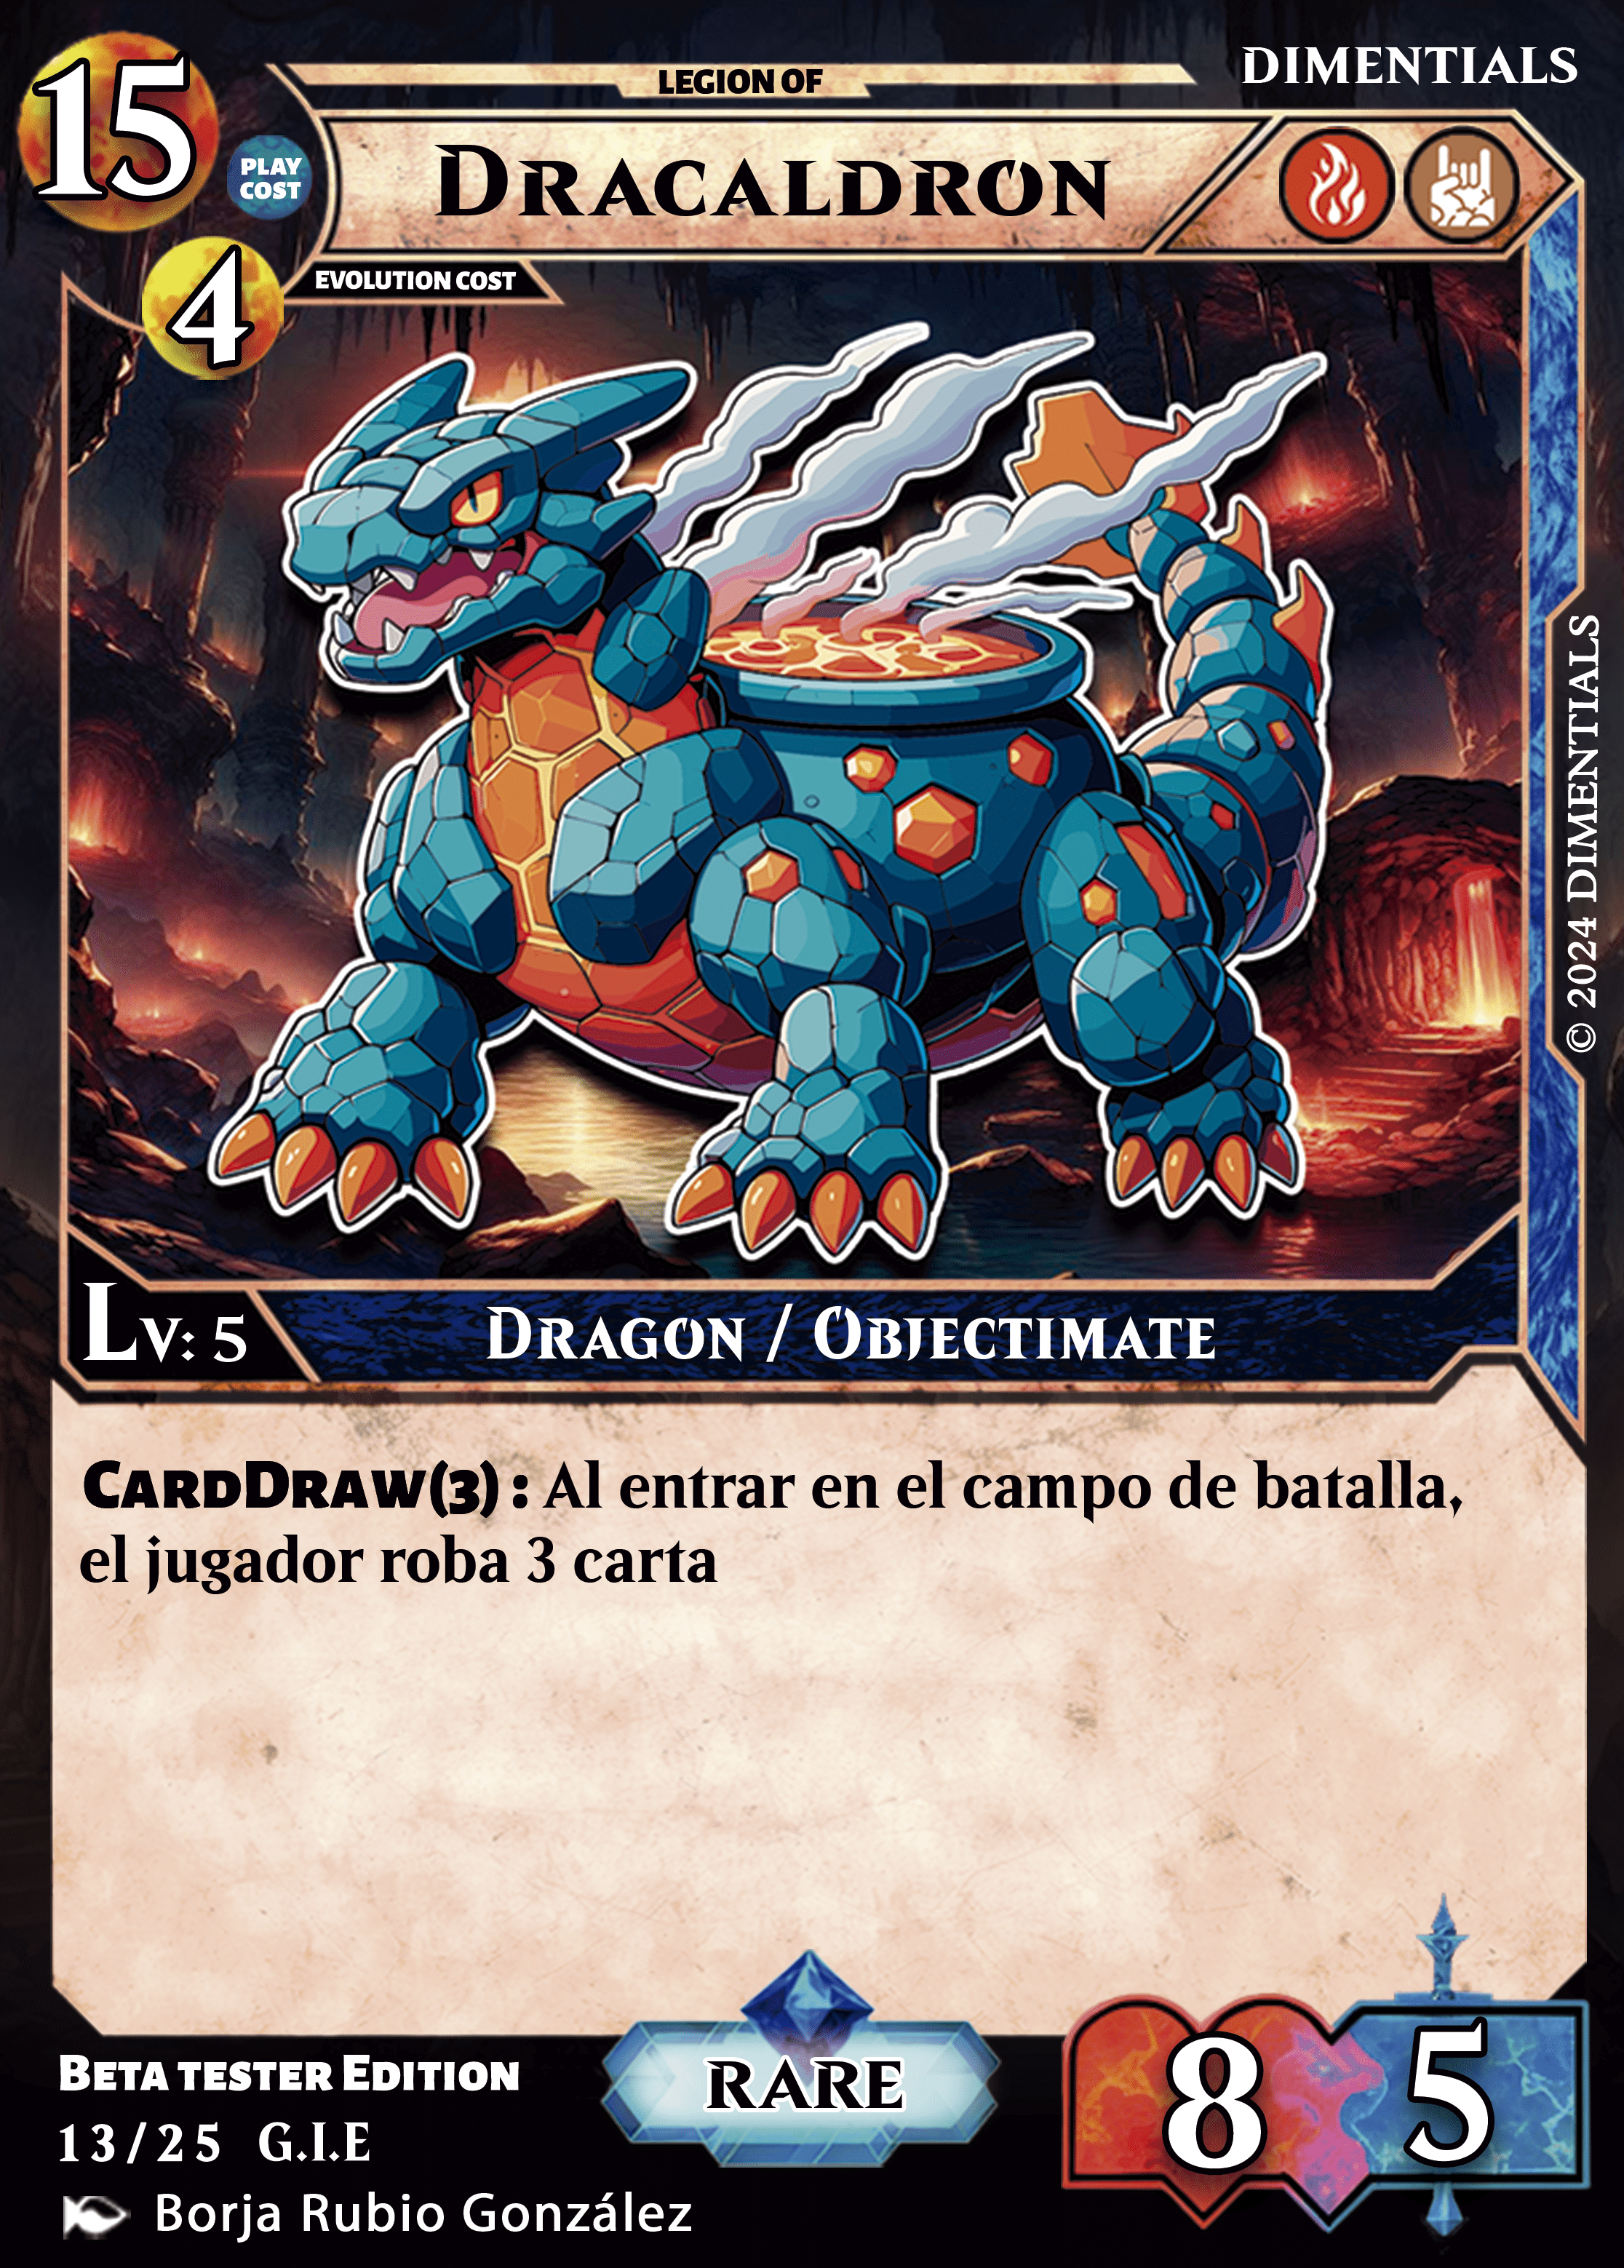 15
PLAY
COST
LEGION OF
DIMENTIALS
DRACALDRON
4
EVOLUTION COST
© 2024 DIMENTIALS
LV: 5
DRAGON / OBJECTIMATE
CARDDRAW(3) : Al entrar en el campo de batalla,
el jugador roba 3 carta
BETA TESTER EDITION
13/25 G.I.E
Borja Rubio González
RARE
8
5